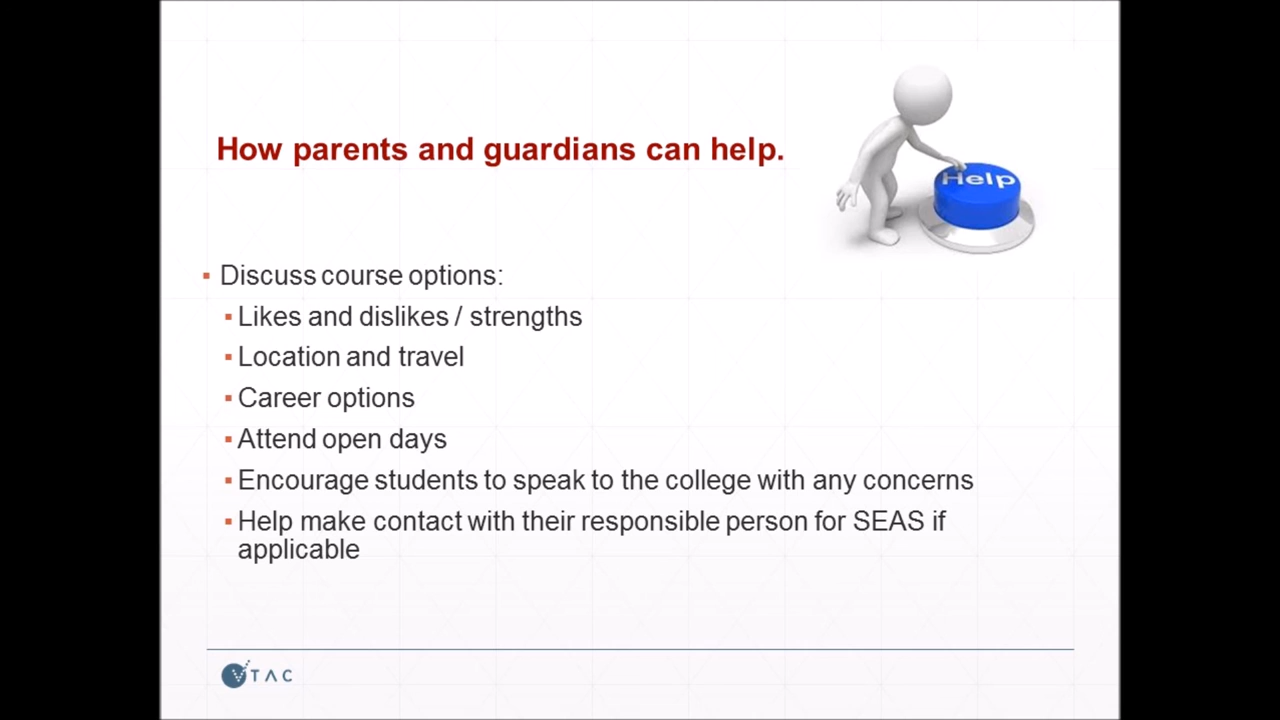 How parents and guardians can help.
Help
▪ Discuss course options:
▪ Likes and dislikes / strengths
▪ Location and travel
▪ Career options
▪ Attend open days
▪ Encourage students to speak to the college with any concerns
▪ Help make contact with their responsible person for SEAS if
applicable
VTAC